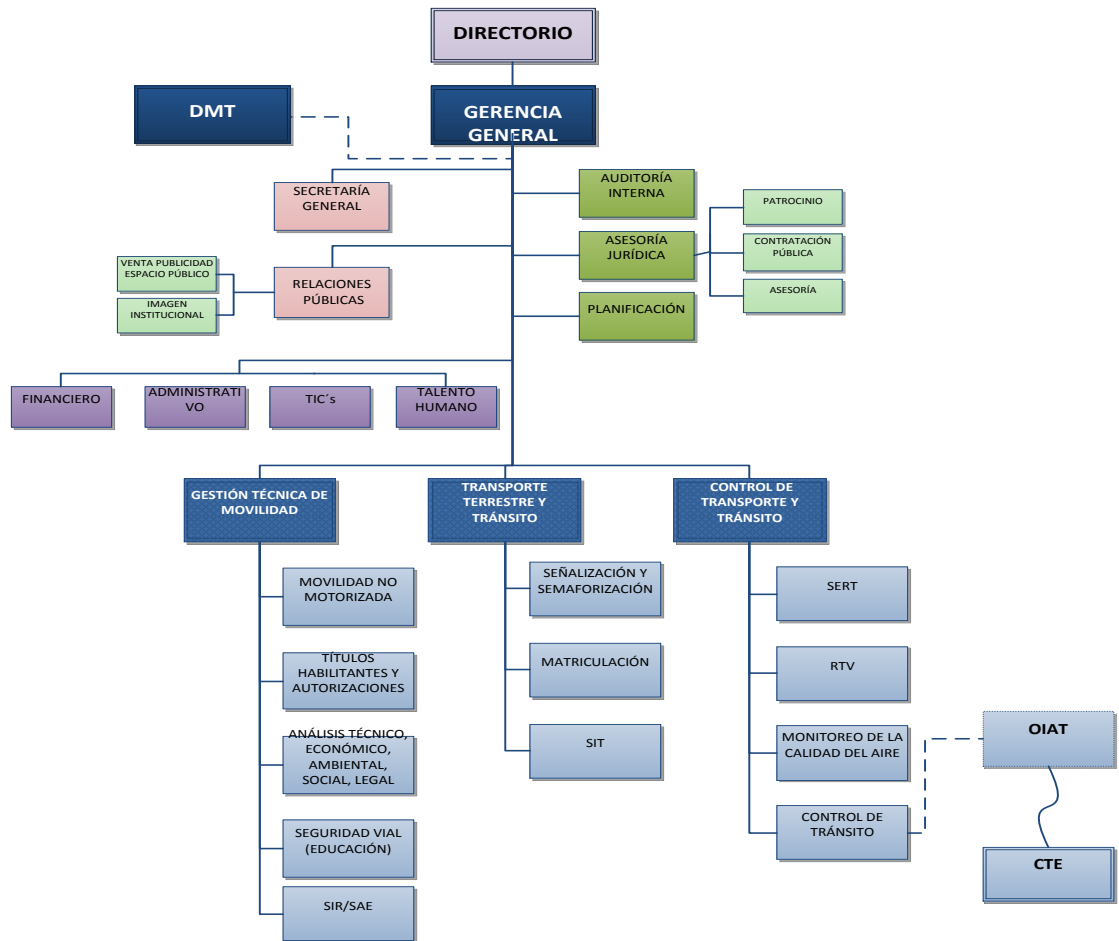 DIRECTORIO
DMT
GERENCIA
GENERAL
SECRETARÍA
GENERAL
AUDITORÍA
INTERNA
PATROCINIO
ASESORÍA
JURÍDICA
CONTRATACIÓN
PÚBLICA
ASESORÍA
VENTA PUBLICIDAD
ESPACIO PÚBLICO
IMAGEN
INSTITUCIONAL
RELACIONES
PÚBLICAS
PLANIFICACIÓN
FINANCIERO
ADMINISTRATI
VO
TIC´s
TALENTO
HUMANO
GESTIÓN TÉCNICA DE
MOVILIDAD
TRANSPORTE
TERRESTRE Y
TRÁNSITO
CONTROL DE
TRANSPORTE Y
TRÁNSITO
MOVILIDAD NO
MOTORIZADA
TÍTULOS
HABILITANTES Y
AUTORIZACIONES
ANÁLISIS TÉCNICO,
ECONÓMICO,
AMBIENTAL,
SOCIAL, LEGAL
SEGURIDAD VIAL
(EDUCACIÓN)
SIR/SAE
SEÑALIZACIÓN Y
SEMAFORIZACIÓN
MATRICULACIÓN
SIT
SERT
RTV
MONITOREO DE LA
CALIDAD DEL AIRE
CONTROL DE
TRÁNSITO
OIAT
CTE